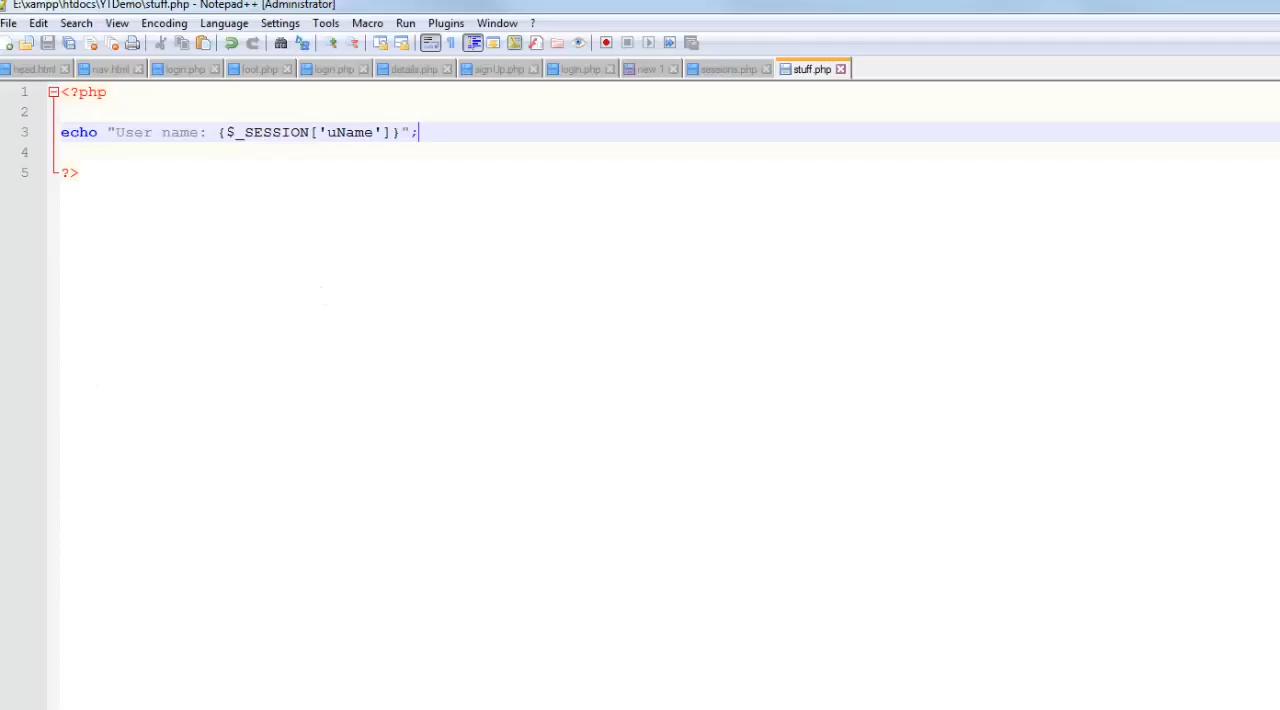 E:\xampp\htdocs\YTDemo\stuff.php - Notepad++ [Administrator]
File Edit Search View Encoding Language Settings Tools Macro Run Plugins Window ?
head.html nav.html login.php foot.php login.php details.php signUp.php login.php new 1 sessions.php stuff.php
1 <?php
2
3 echo "User name: {$_SESSION['uName']}";
4
5 ?>